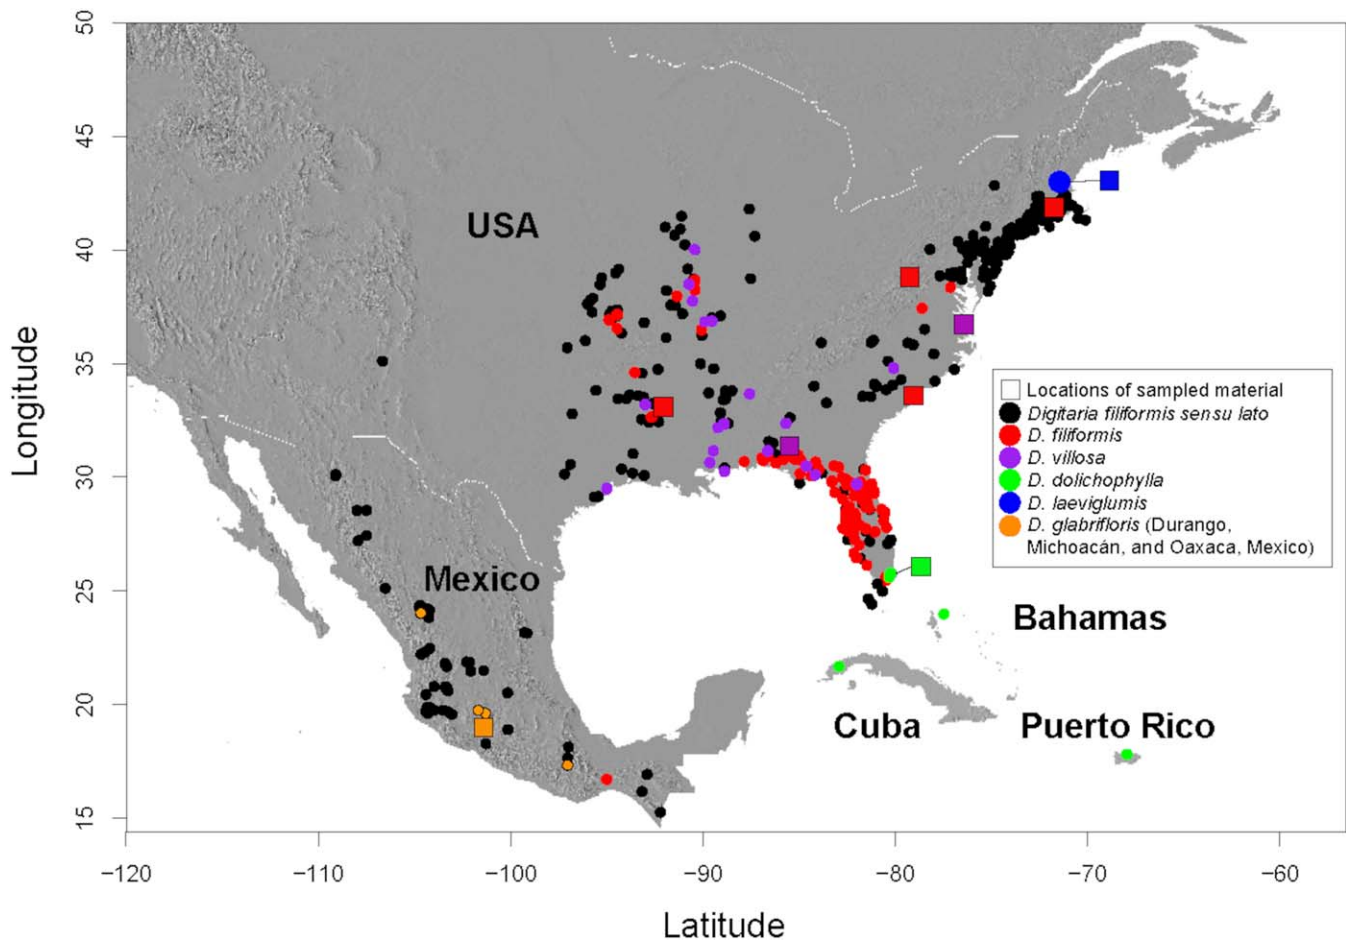 50
45
40
35
30
25
20
15
Longitude
USA
Mexico
Bahamas
Cuba
Puerto Rico
Locations of sampled material
Digitaria filiformis sensu lato
D. filiformis
D. villosa
D. dolichophylla
D. laeviglumis
D. glabrifloris (Durango,
Michoacán, and Oaxaca, Mexico)
−120 −110 −100 −90 −80 −70 −60
Latitude